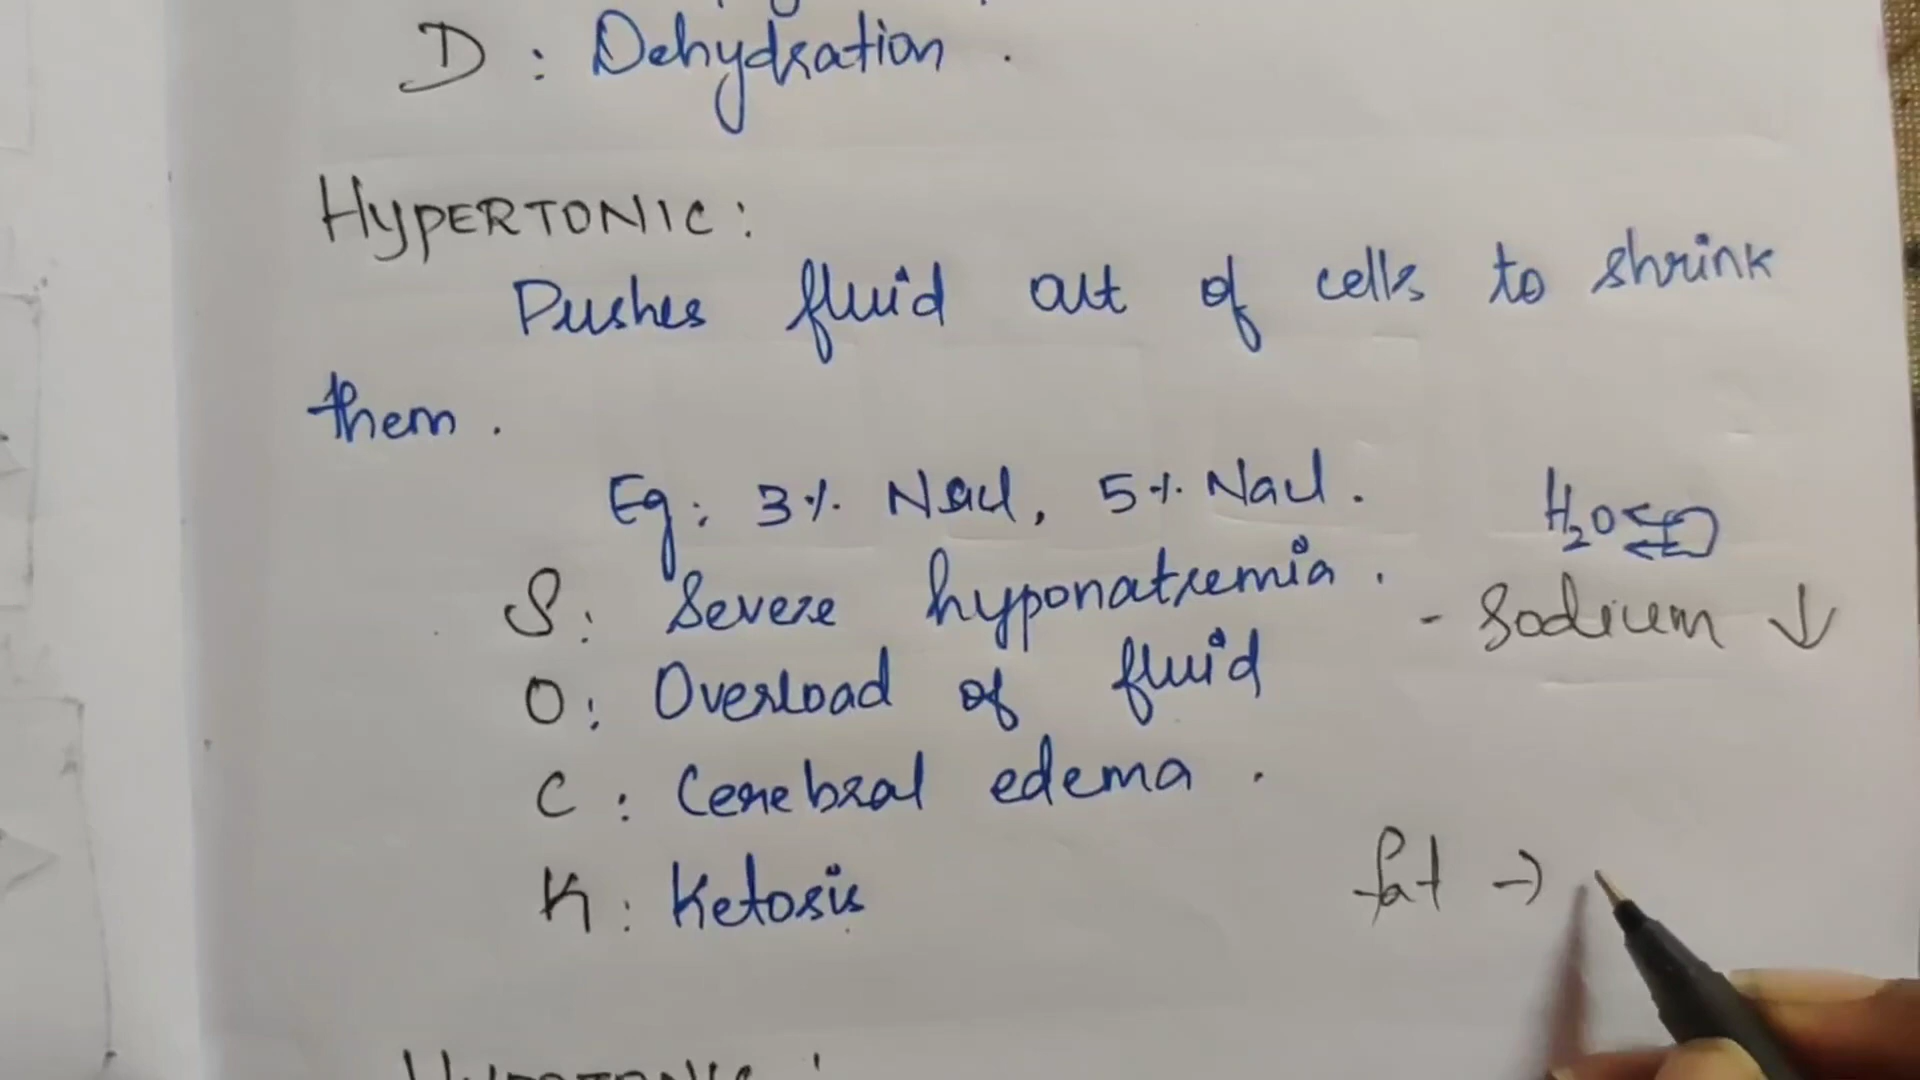 D : Dehydration .
HYPERTONIC :
Pushes fluid out of cells to shrink
them .
Eg : 3% Nacl, 5% Nacl .
H₂O
S : Severe hyponatremia . - Sodium ↓
O : Overload of fluid
C : Cerebral edema .
fat →
K : Ketosis